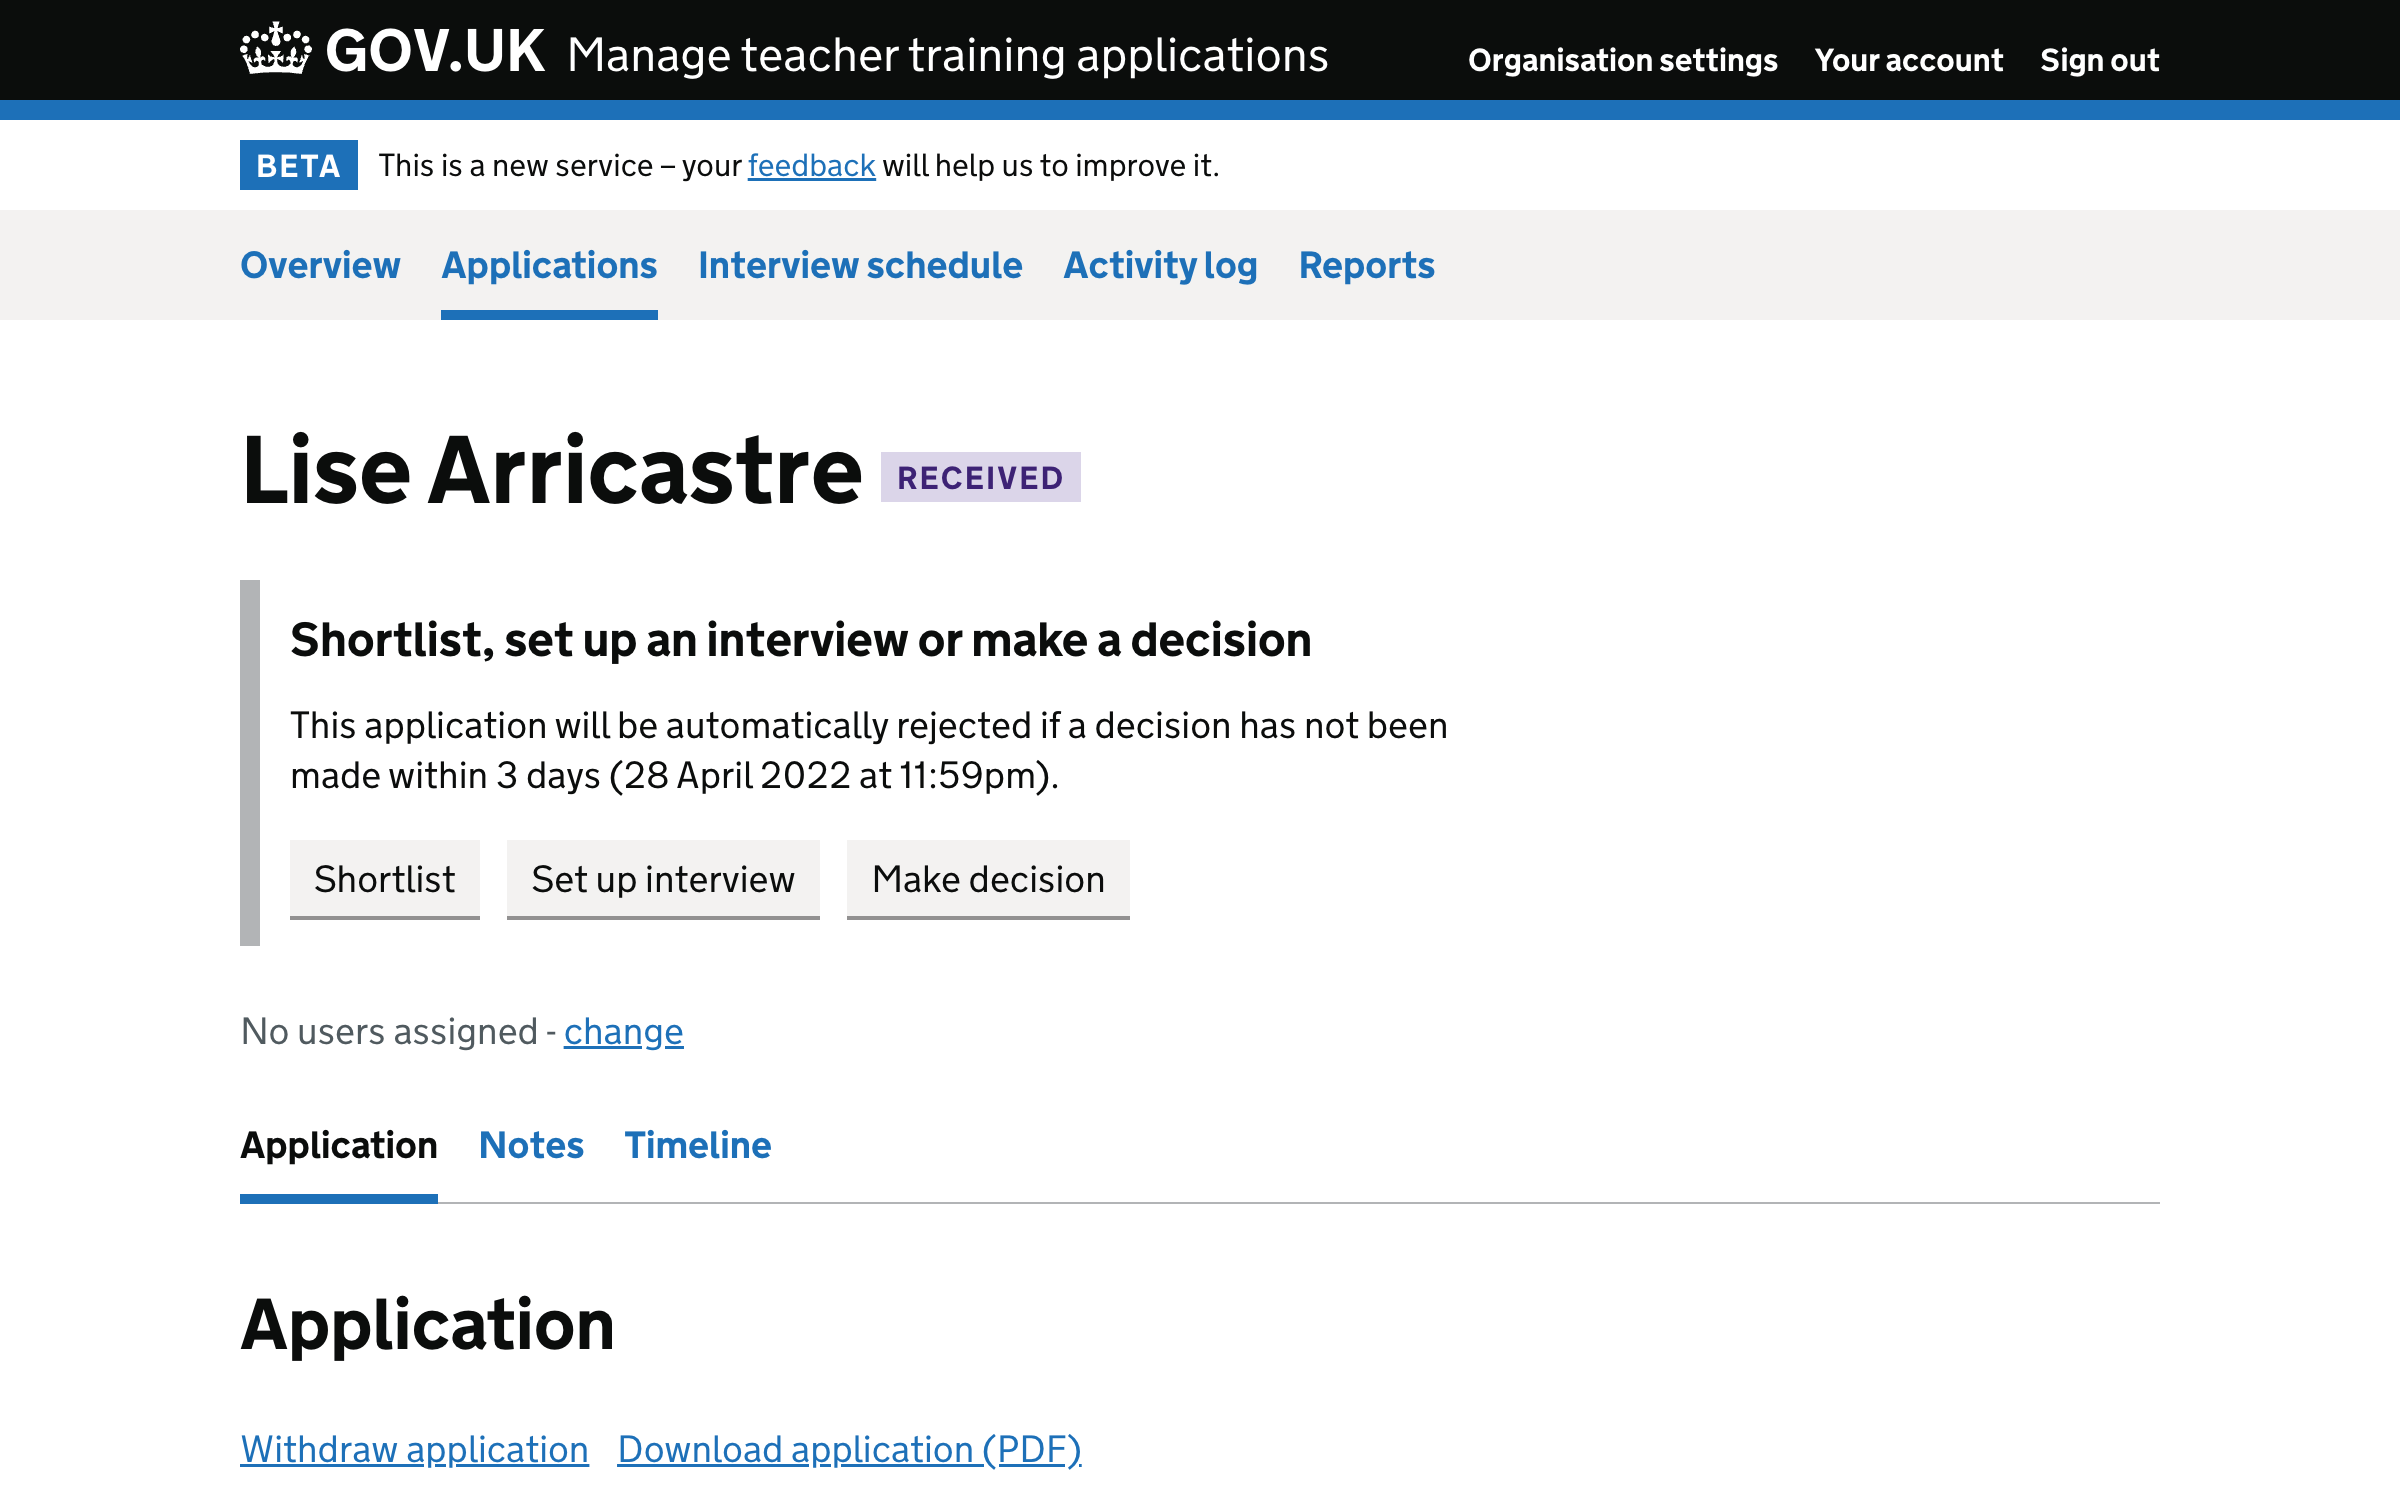 GOV.UK Manage teacher training applications Organisation settings Your account Sign out
BETA This is a new service – your feedback will help us to improve it.
Overview Applications Interview schedule Activity log Reports
Lise Arricastre RECEIVED
Shortlist, set up an interview or make a decision
This application will be automatically rejected if a decision has not been
made within 3 days (28 April 2022 at 11:59pm).
Shortlist Set up interview Make decision
No users assigned - change
Application Notes Timeline
Application
Withdraw application Download application (PDF)